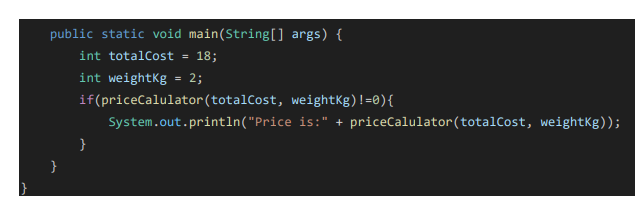 public static void main(String[] args) {
int totalCost = 18;
int weightKg = 2;
if(priceCalulator(totalCost, weightKg)!=0){
System.out.println("Price is:" + priceCalulator(totalCost, weightKg));
}
}
}